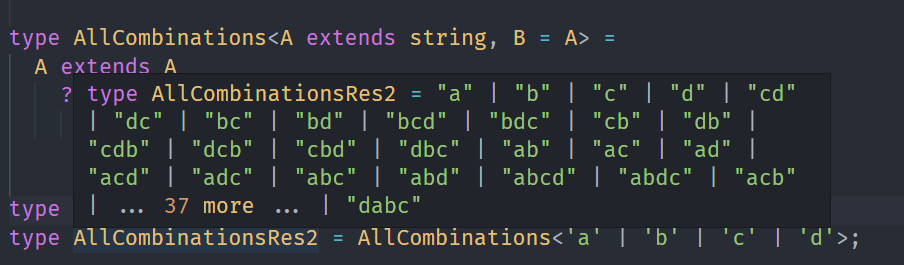 type AllCombinations<A extends string, B = A> =
A extends A
?
type AllCombinationsRes2 = "a" | "b" | "c" | "d" | "cd"
| "dc" | "bc" | "bd" | "bcd" | "bdc" | "cb" | "db" |
"cdb" | "dcb" | "cbd" | "dbc" | "ab" | "ac" | "ad" |
"acd" | "adc" | "abc" | "abd" | "abcd" | "abdc" | "acb"
| ... 37 more ... | "dabc"
type
type AllCombinationsRes2 = AllCombinations<'a' | 'b' | 'c' | 'd'>;